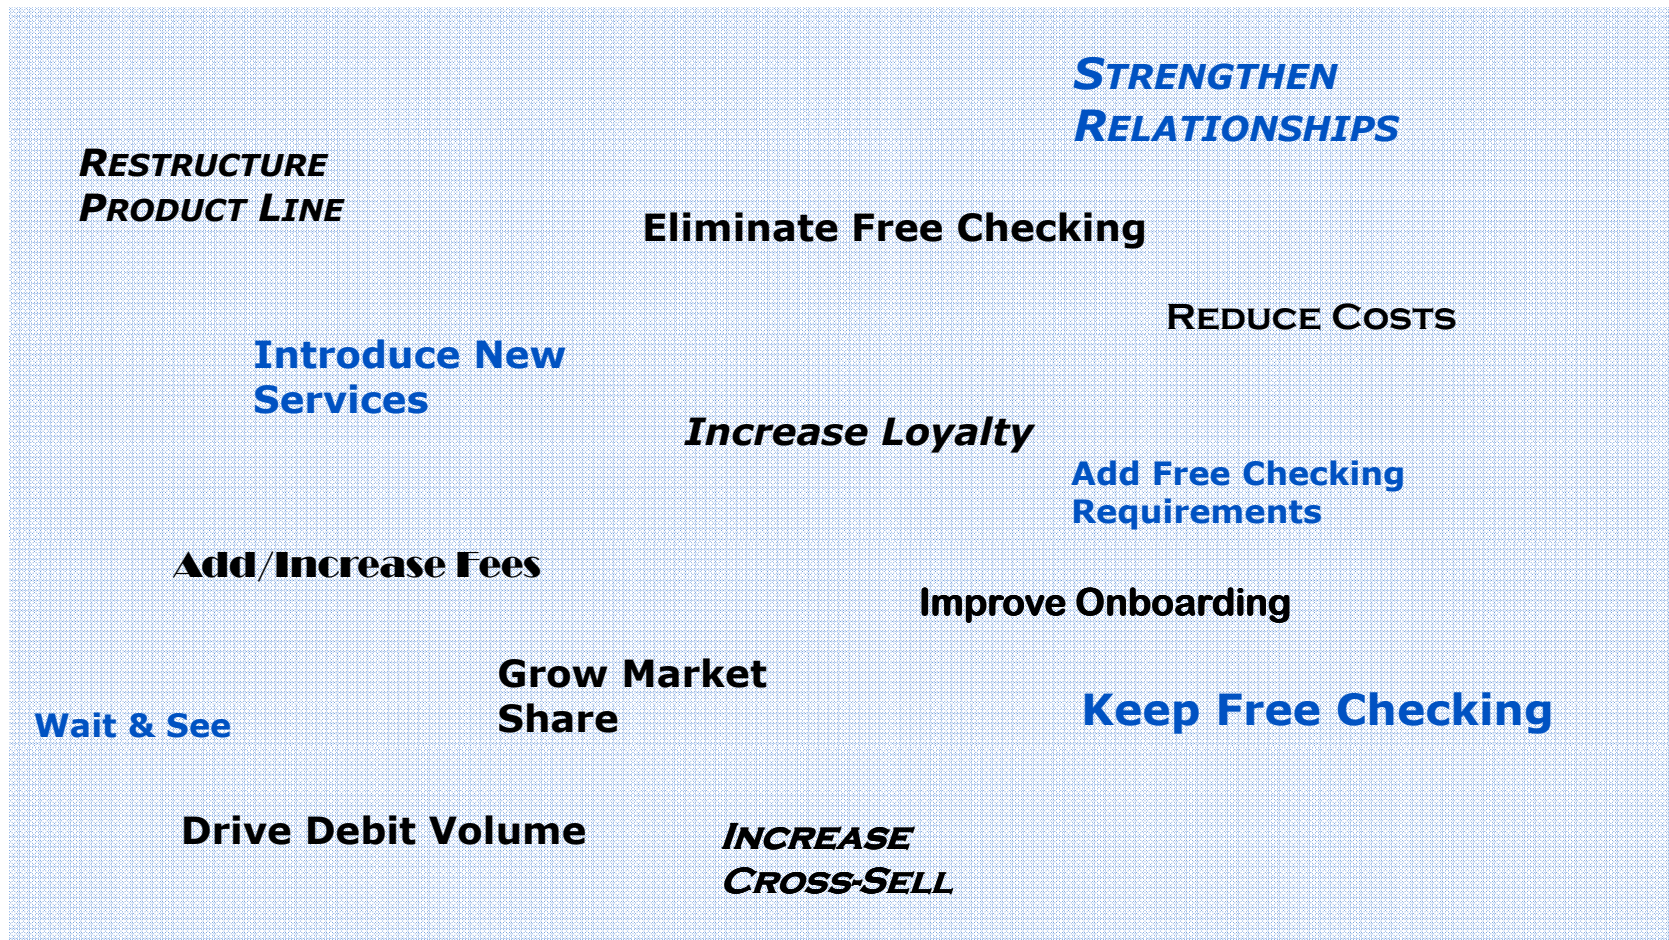 STRENGTHEN
RELATIONSHIPS
RESTRUCTURE
PRODUCT LINE
Eliminate Free Checking
REDUCE COSTS
Introduce New
Services
Increase Loyalty
Add Free Checking
Requirements
Add/Increase Fees
Improve Onboarding
Grow Market
Share
Keep Free Checking
Wait & See
Drive Debit Volume
INCREASE
CROSS-SELL